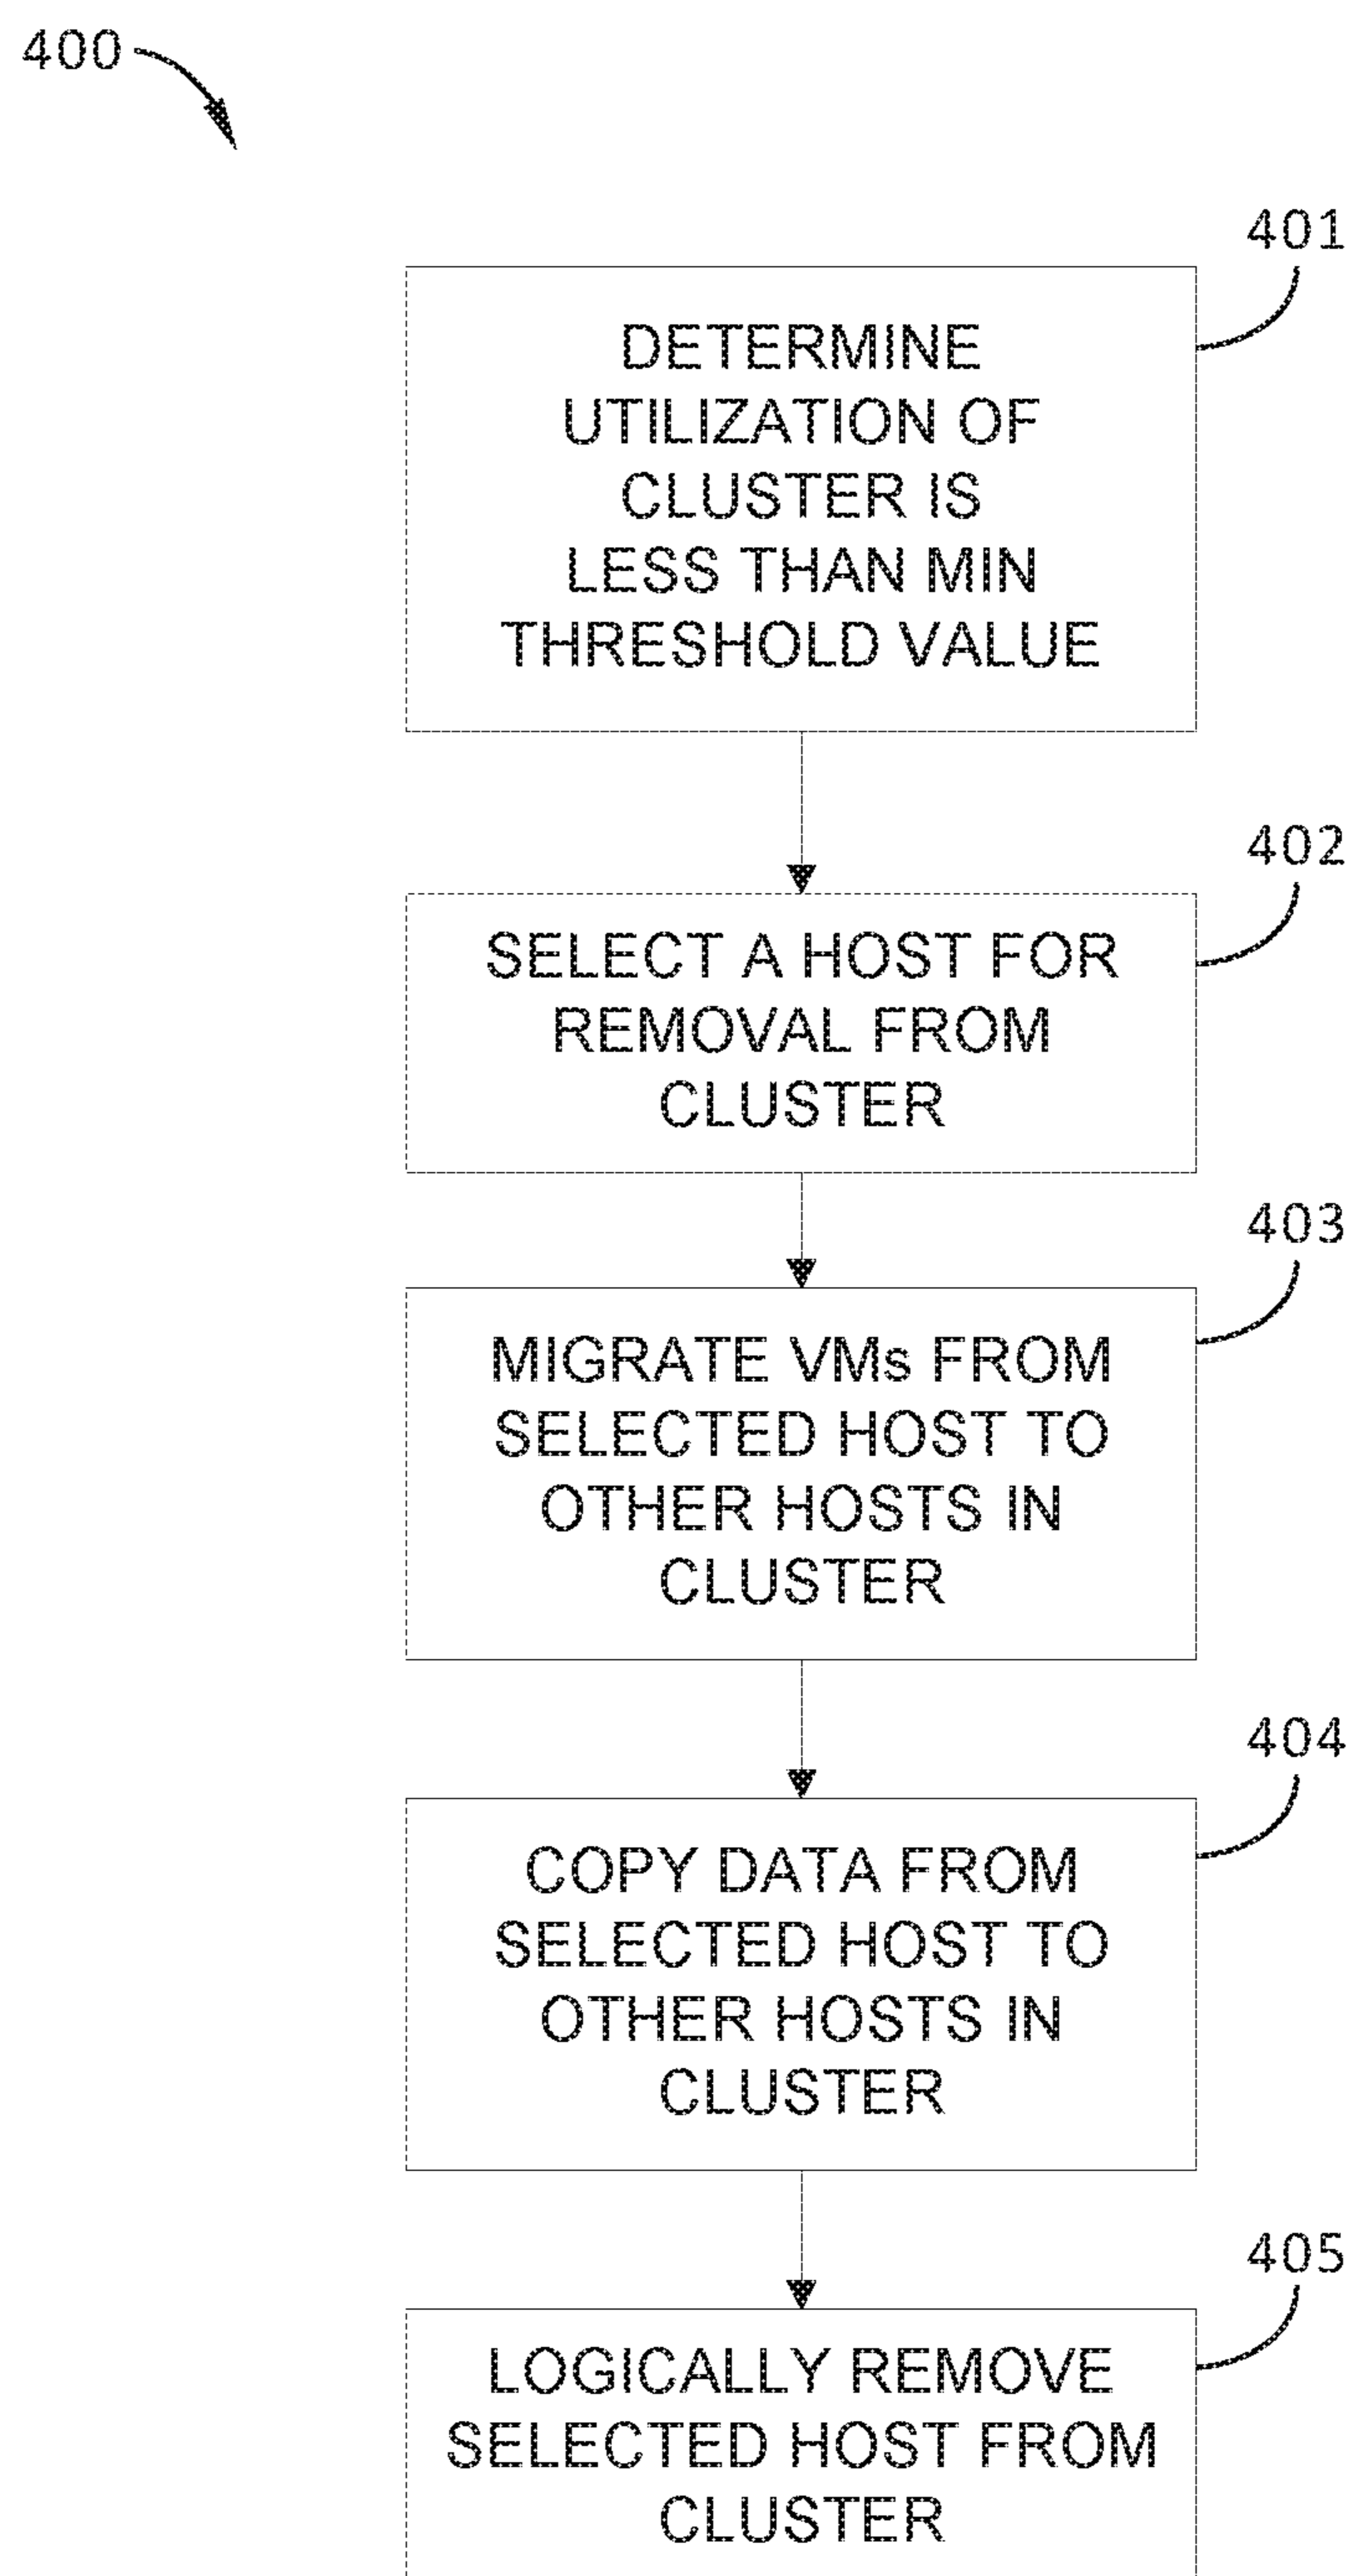 400
401
DETERMINE
UTILIZATION OF
CLUSTER IS
LESS THAN MIN
THRESHOLD VALUE
402
SELECT A HOST FOR
REMOVAL FROM
CLUSTER
403
MIGRATE VMs FROM
SELECTED HOST TO
OTHER HOSTS IN
CLUSTER
404
COPY DATA FROM
SELECTED HOST TO
OTHER HOSTS IN
CLUSTER
405
LOGICALLY REMOVE
SELECTED HOST FROM
CLUSTER